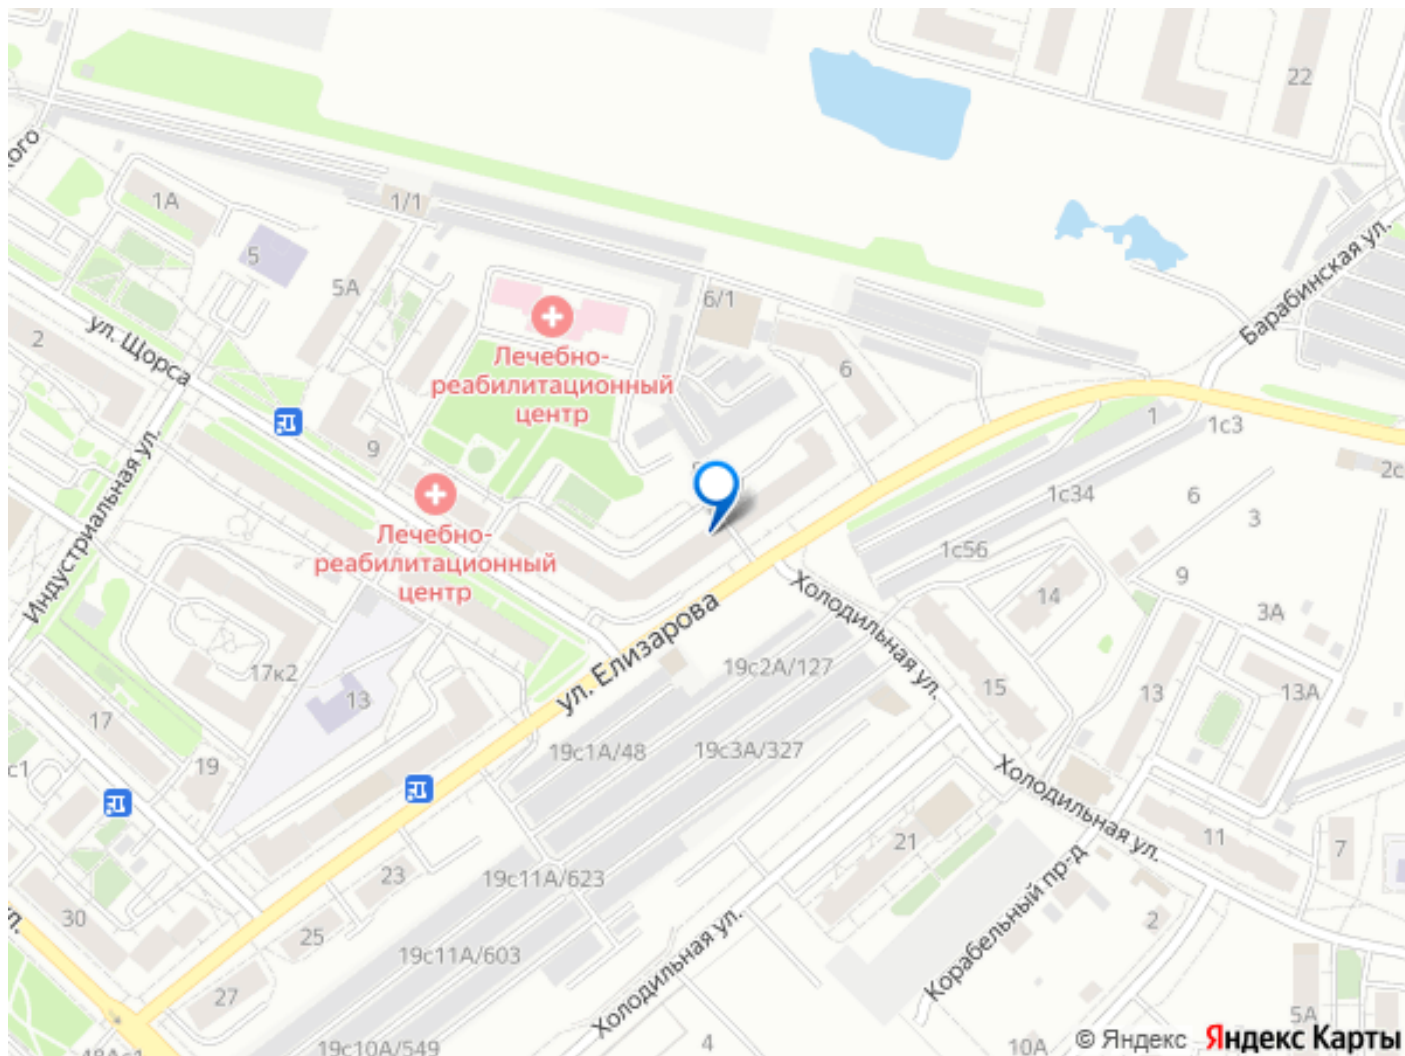 22
кого
1А
1/1
5
5А
6/1
Барабинская ул.
ул. Щорса
2
6
Лечебно-
реабилитационный
центр
1
1с3
9
2с
Индустриальная ул.
1с34
6
3
Лечебно-
реабилитационный
центр
1с56
9
14
3А
Холодильная ул.
ул. Елизарова
17к2
13
19с2А/127
15
13
13А
17
19с1А/48
19с3А/327
19
с1
Холодильная ул.
21
11
7
23
19с11А/623
Корабельный пр-д
30
25
19с11А/603
Холодильная ул.
2
27
5А
4
10А
19с10А/549
© Яндекс Яндекс Карты